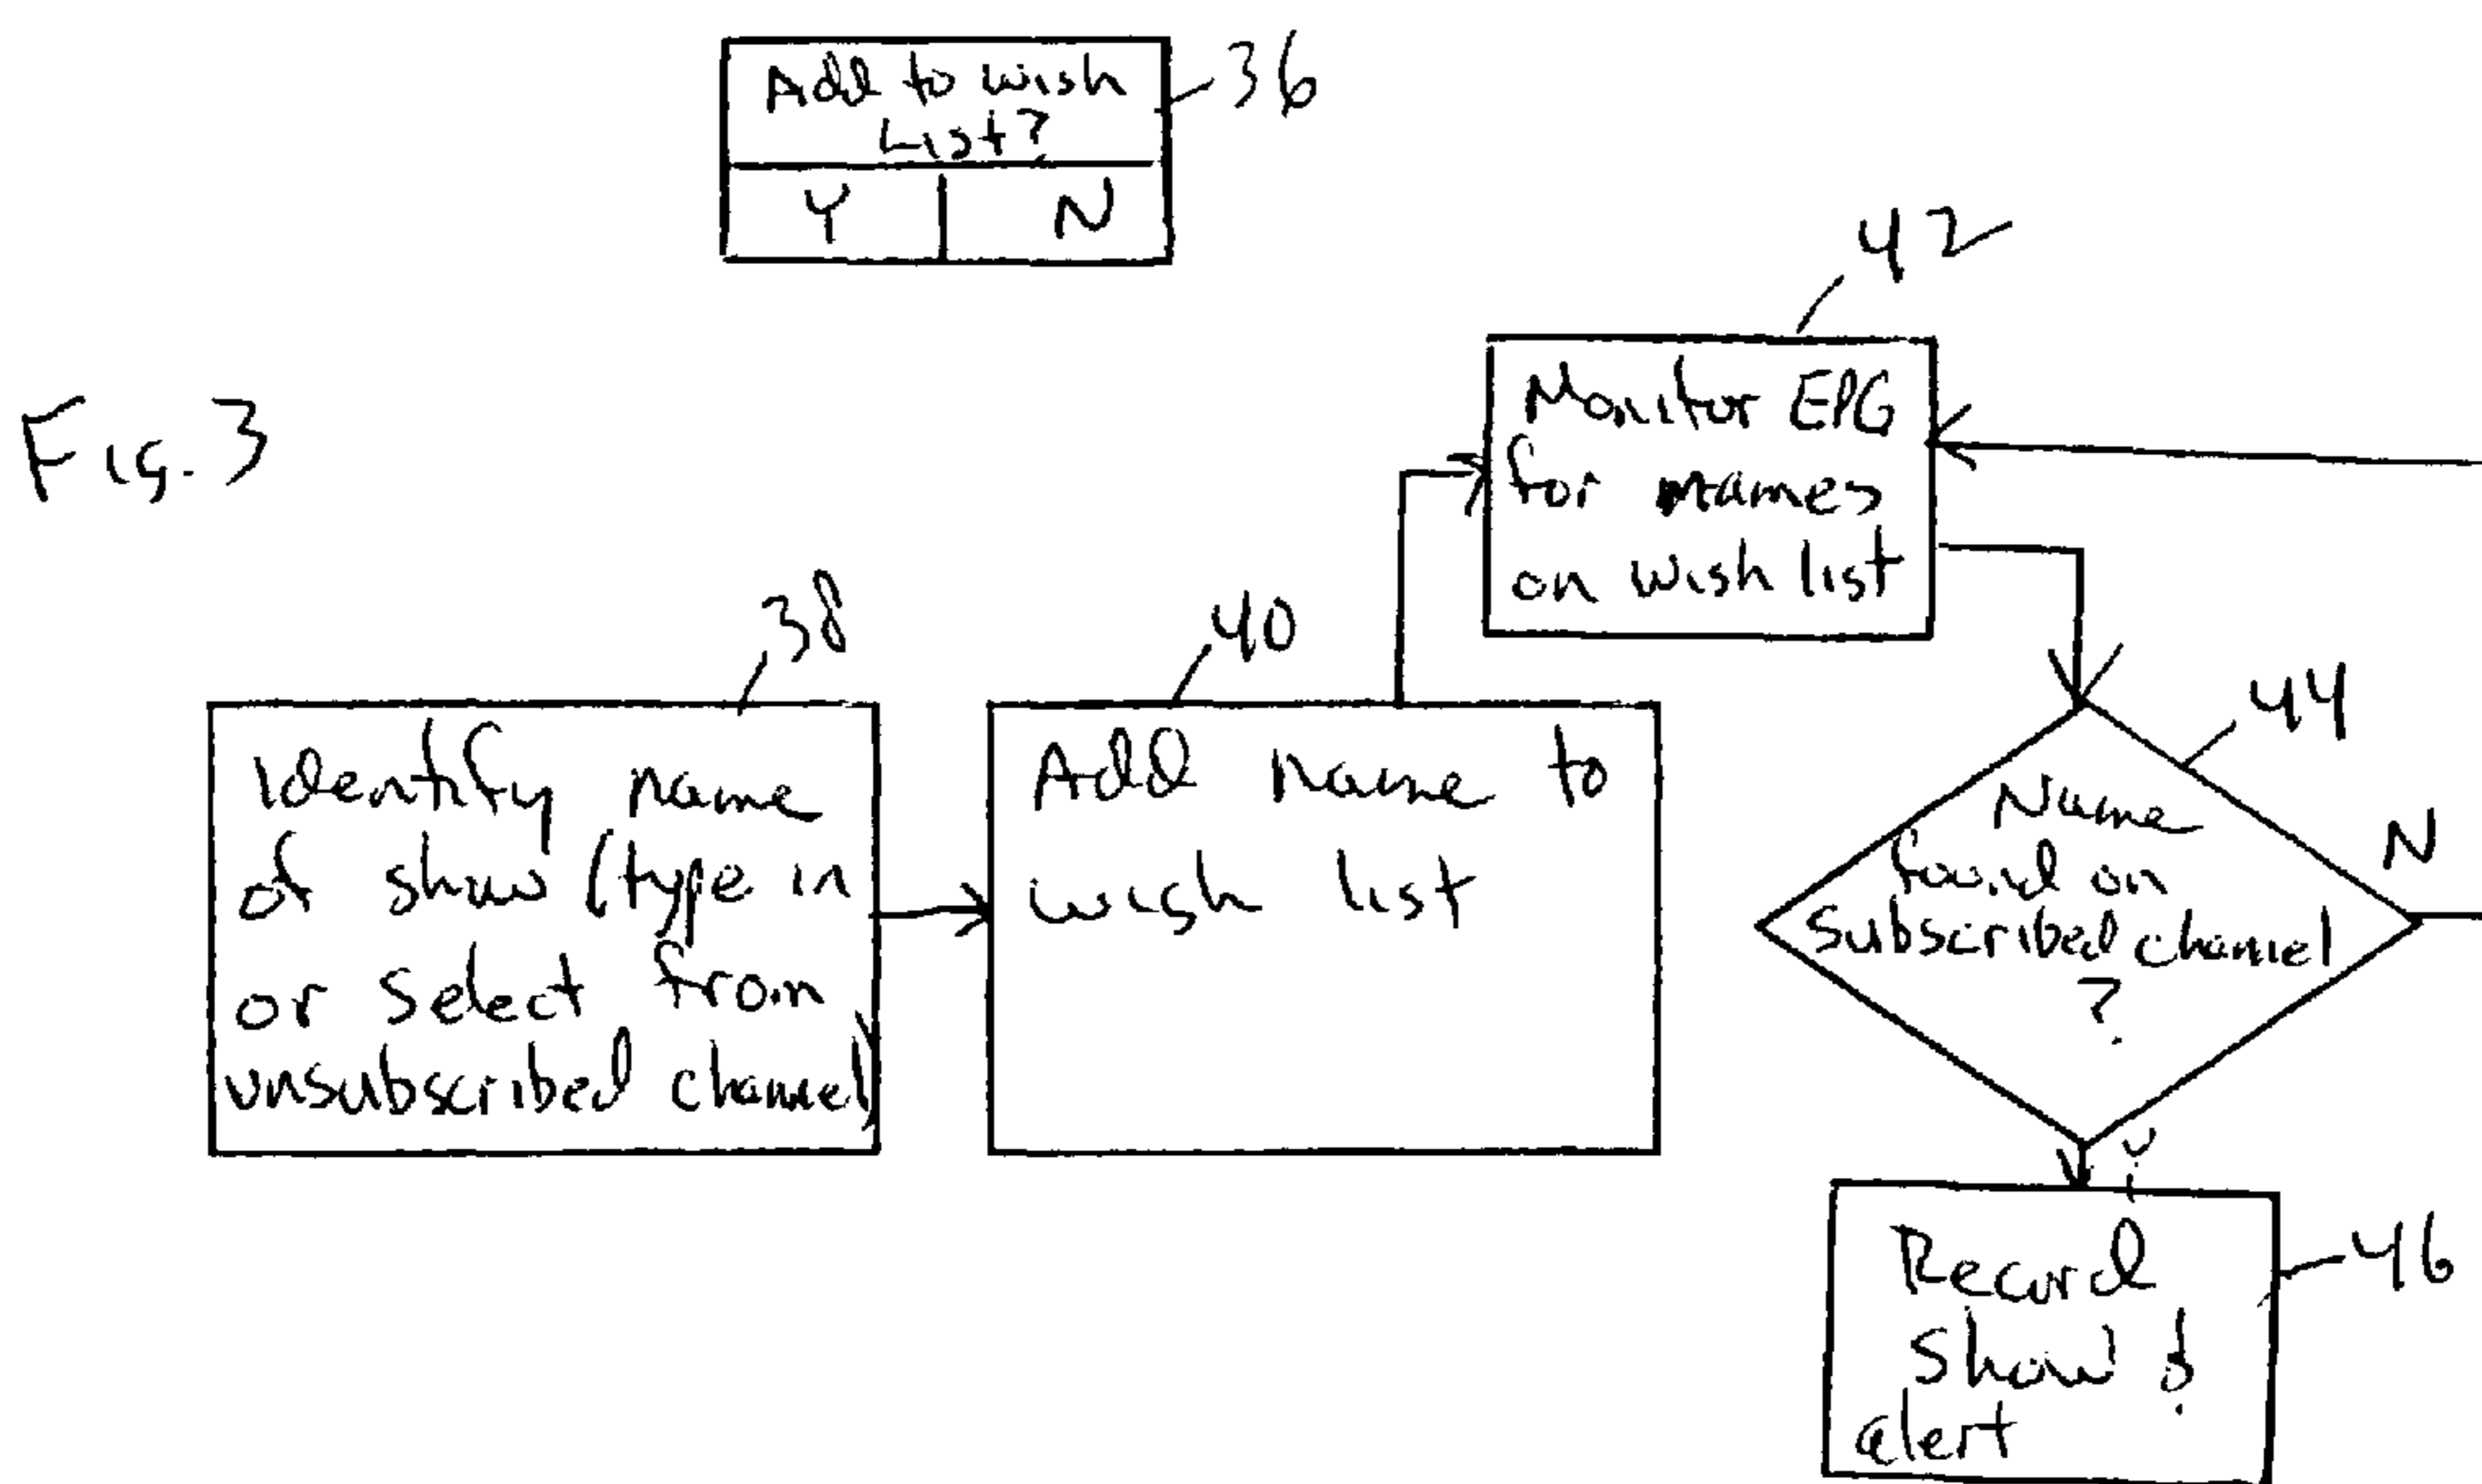 Add to wish
List?
Y N
36
Fig. 3
42
Monitor EPG
for names
on wish list
38
Identify name
of show (type in
or select from
unsubscribed channel)
40
Add name to
wish list
44
Name
found on
Subscribed channel
?
N
Y
Record
Show &
alert
46